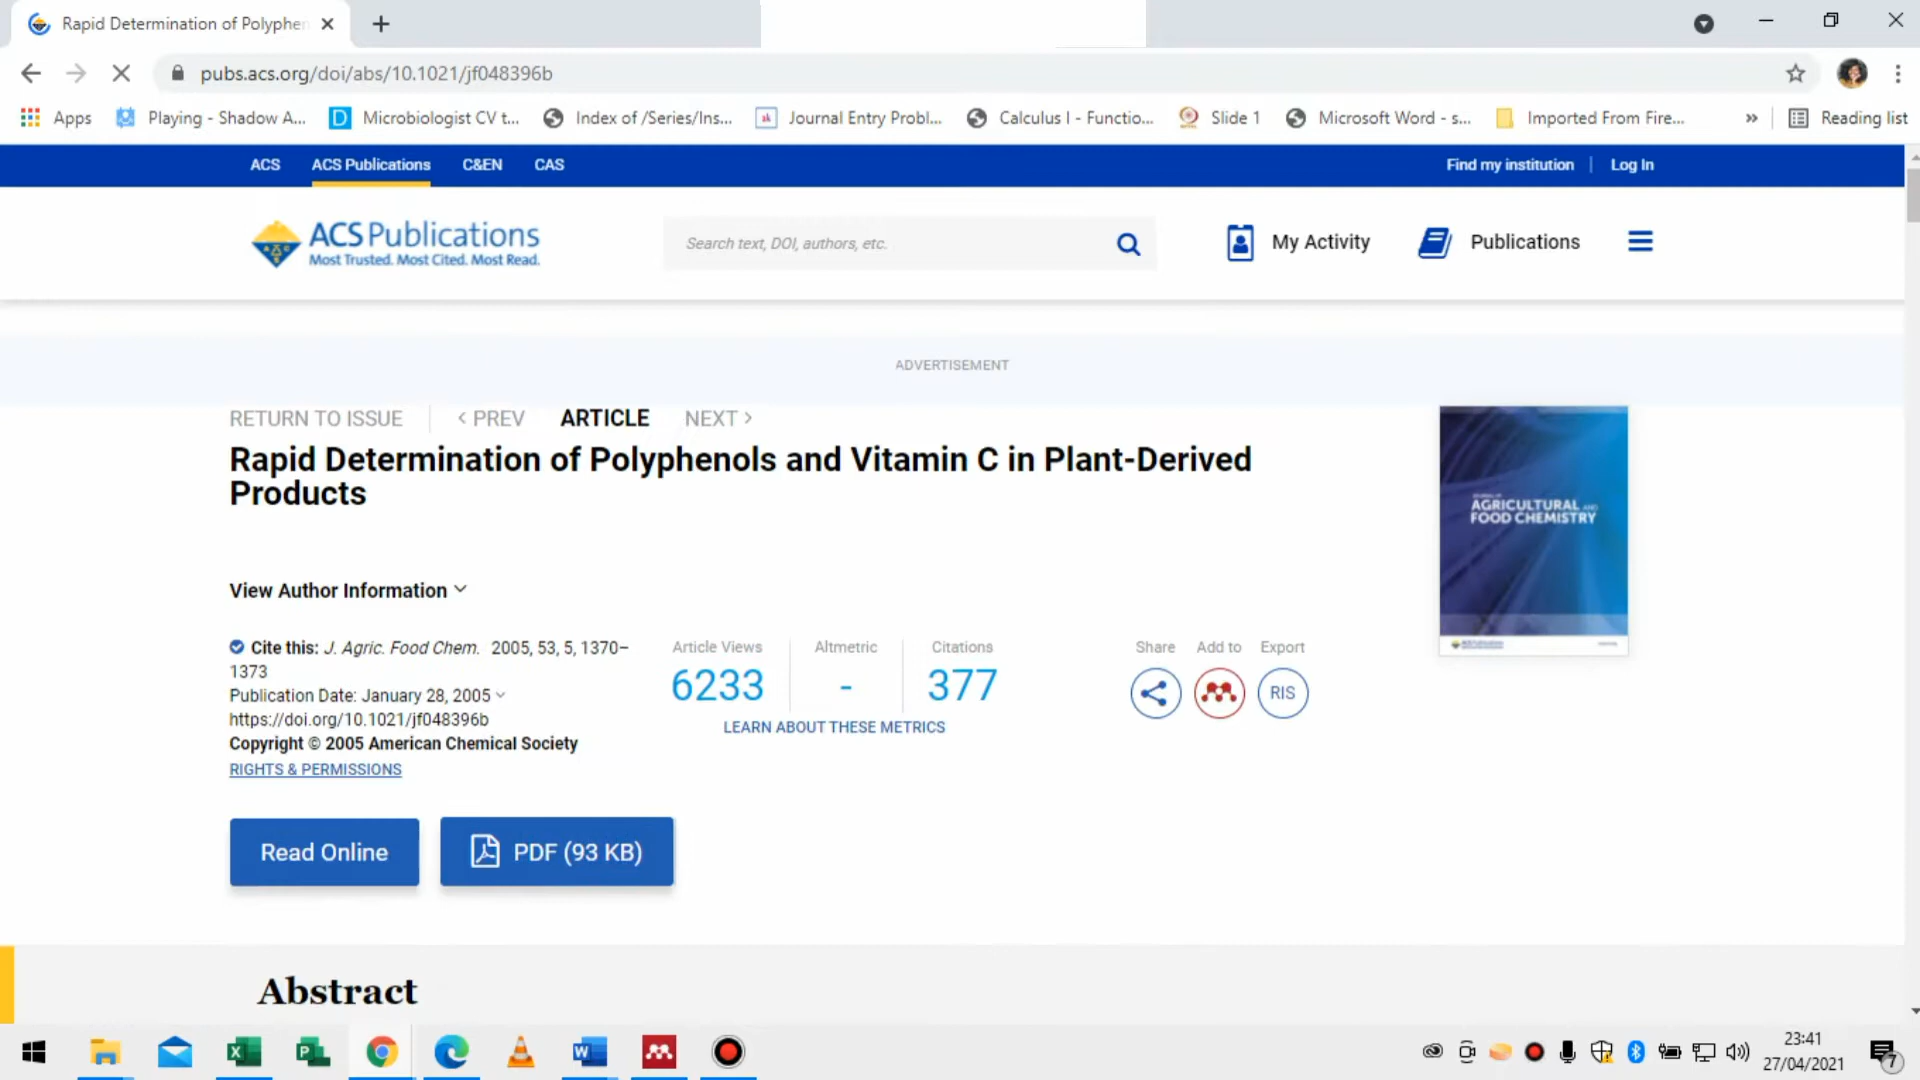 Rapid Determination of Polyphen
pubs.acs.org/doi/abs/10.1021/jf048396b
Apps
Playing - Shadow A...
D
Microbiologist CV t...
Index of /Series/Ins...
Journal Entry Probl...
Calculus I - Functio...
Slide 1
Microsoft Word - s...
Imported From Fire...
»
Reading list
ACS
ACS Publications
C&EN
CAS
Find my institution
Log In
ACS Publications
Most Trusted. Most Cited. Most Read.
Search text, DOI, authors, etc.
My Activity
Publications
ADVERTISEMENT
RETURN TO ISSUE
< PREV
ARTICLE
NEXT >
Rapid Determination of Polyphenols and Vitamin C in Plant-Derived
Products
AGRICULTURAL AND
FOOD CHEMISTRY
View Author Information
Cite this: J. Agric. Food Chem. 2005, 53, 5, 1370–
1373
Publication Date: January 28, 2005
https://doi.org/10.1021/jf048396b
Copyright © 2005 American Chemical Society
RIGHTS & PERMISSIONS
Article Views
6233
Altmetric
-
Citations
377
LEARN ABOUT THESE METRICS
Share
Add to
Export
RIS
Read Online
PDF (93 KB)
Abstract
23:41
27/04/2021
7